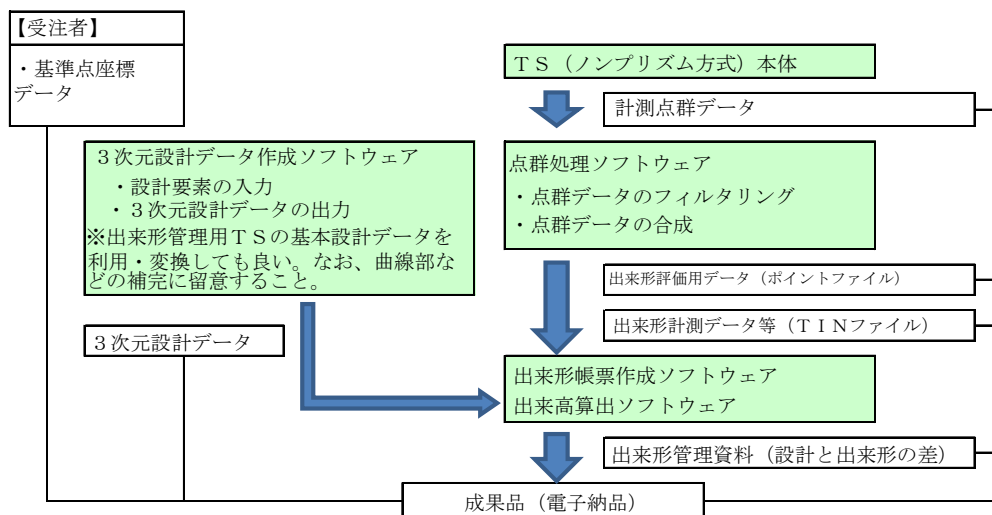 【受注者】
・基準点座標
データ
ＴＳ（ノンプリズム方式）本体
計測点群データ
３次元設計データ作成ソフトウェア
・設計要素の入力
・３次元設計データの出力
※出来形管理用ＴＳの基本設計データを
利用・変換しても良い。なお、曲線部な
どの補完に留意すること。
点群処理ソフトウェア
・点群データのフィルタリング
・点群データの合成
出来形評価用データ（ポイントファイル）
出来形計測データ等（ＴＩＮファイル）
３次元設計データ
出来形帳票作成ソフトウェア
出来高算出ソフトウェア
出来形管理資料（設計と出来形の差）
成果品（電子納品）